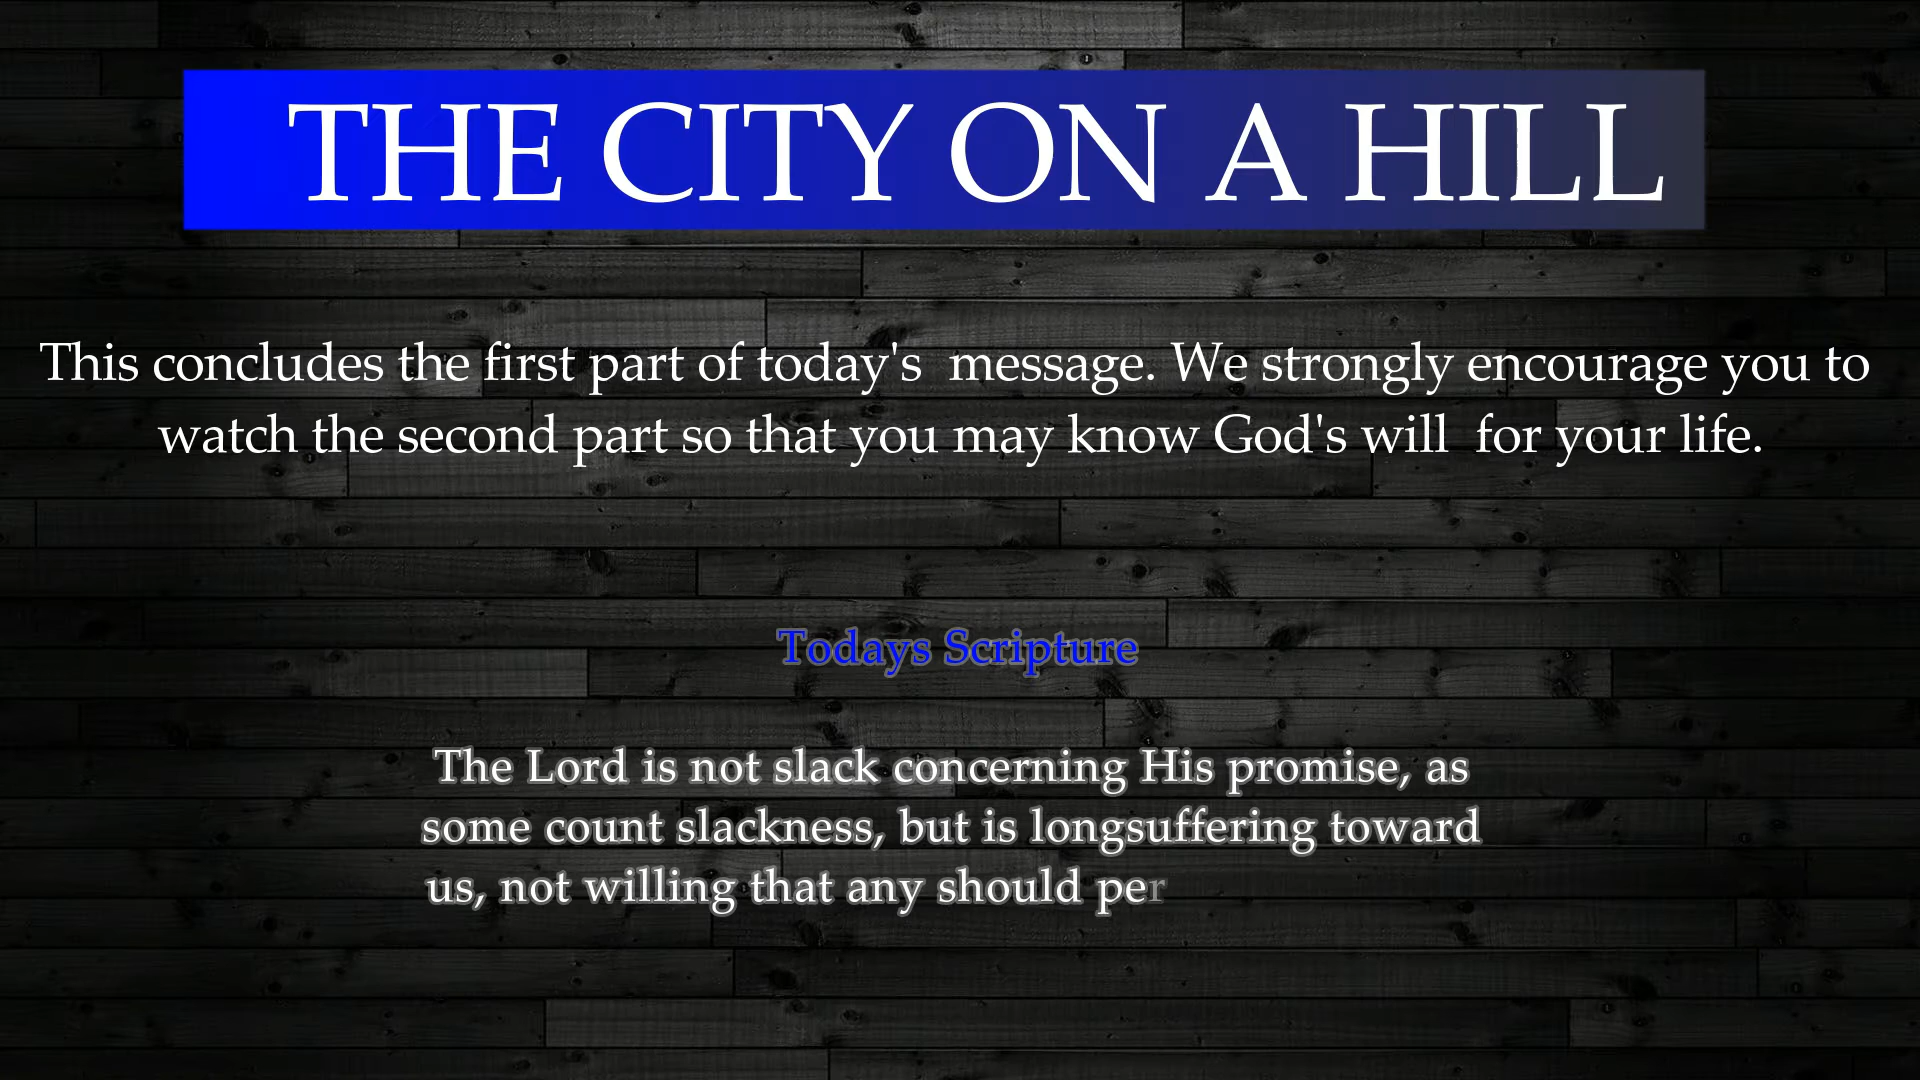 THE CITY ON A HILL
This concludes the first part of today's  message. We strongly encourage you to
watch the second part so that you may know God's will  for your life.
Todays Scripture
The Lord is not slack concerning His promise, as
some count slackness, but is longsuffering toward
us, not willing that any should per